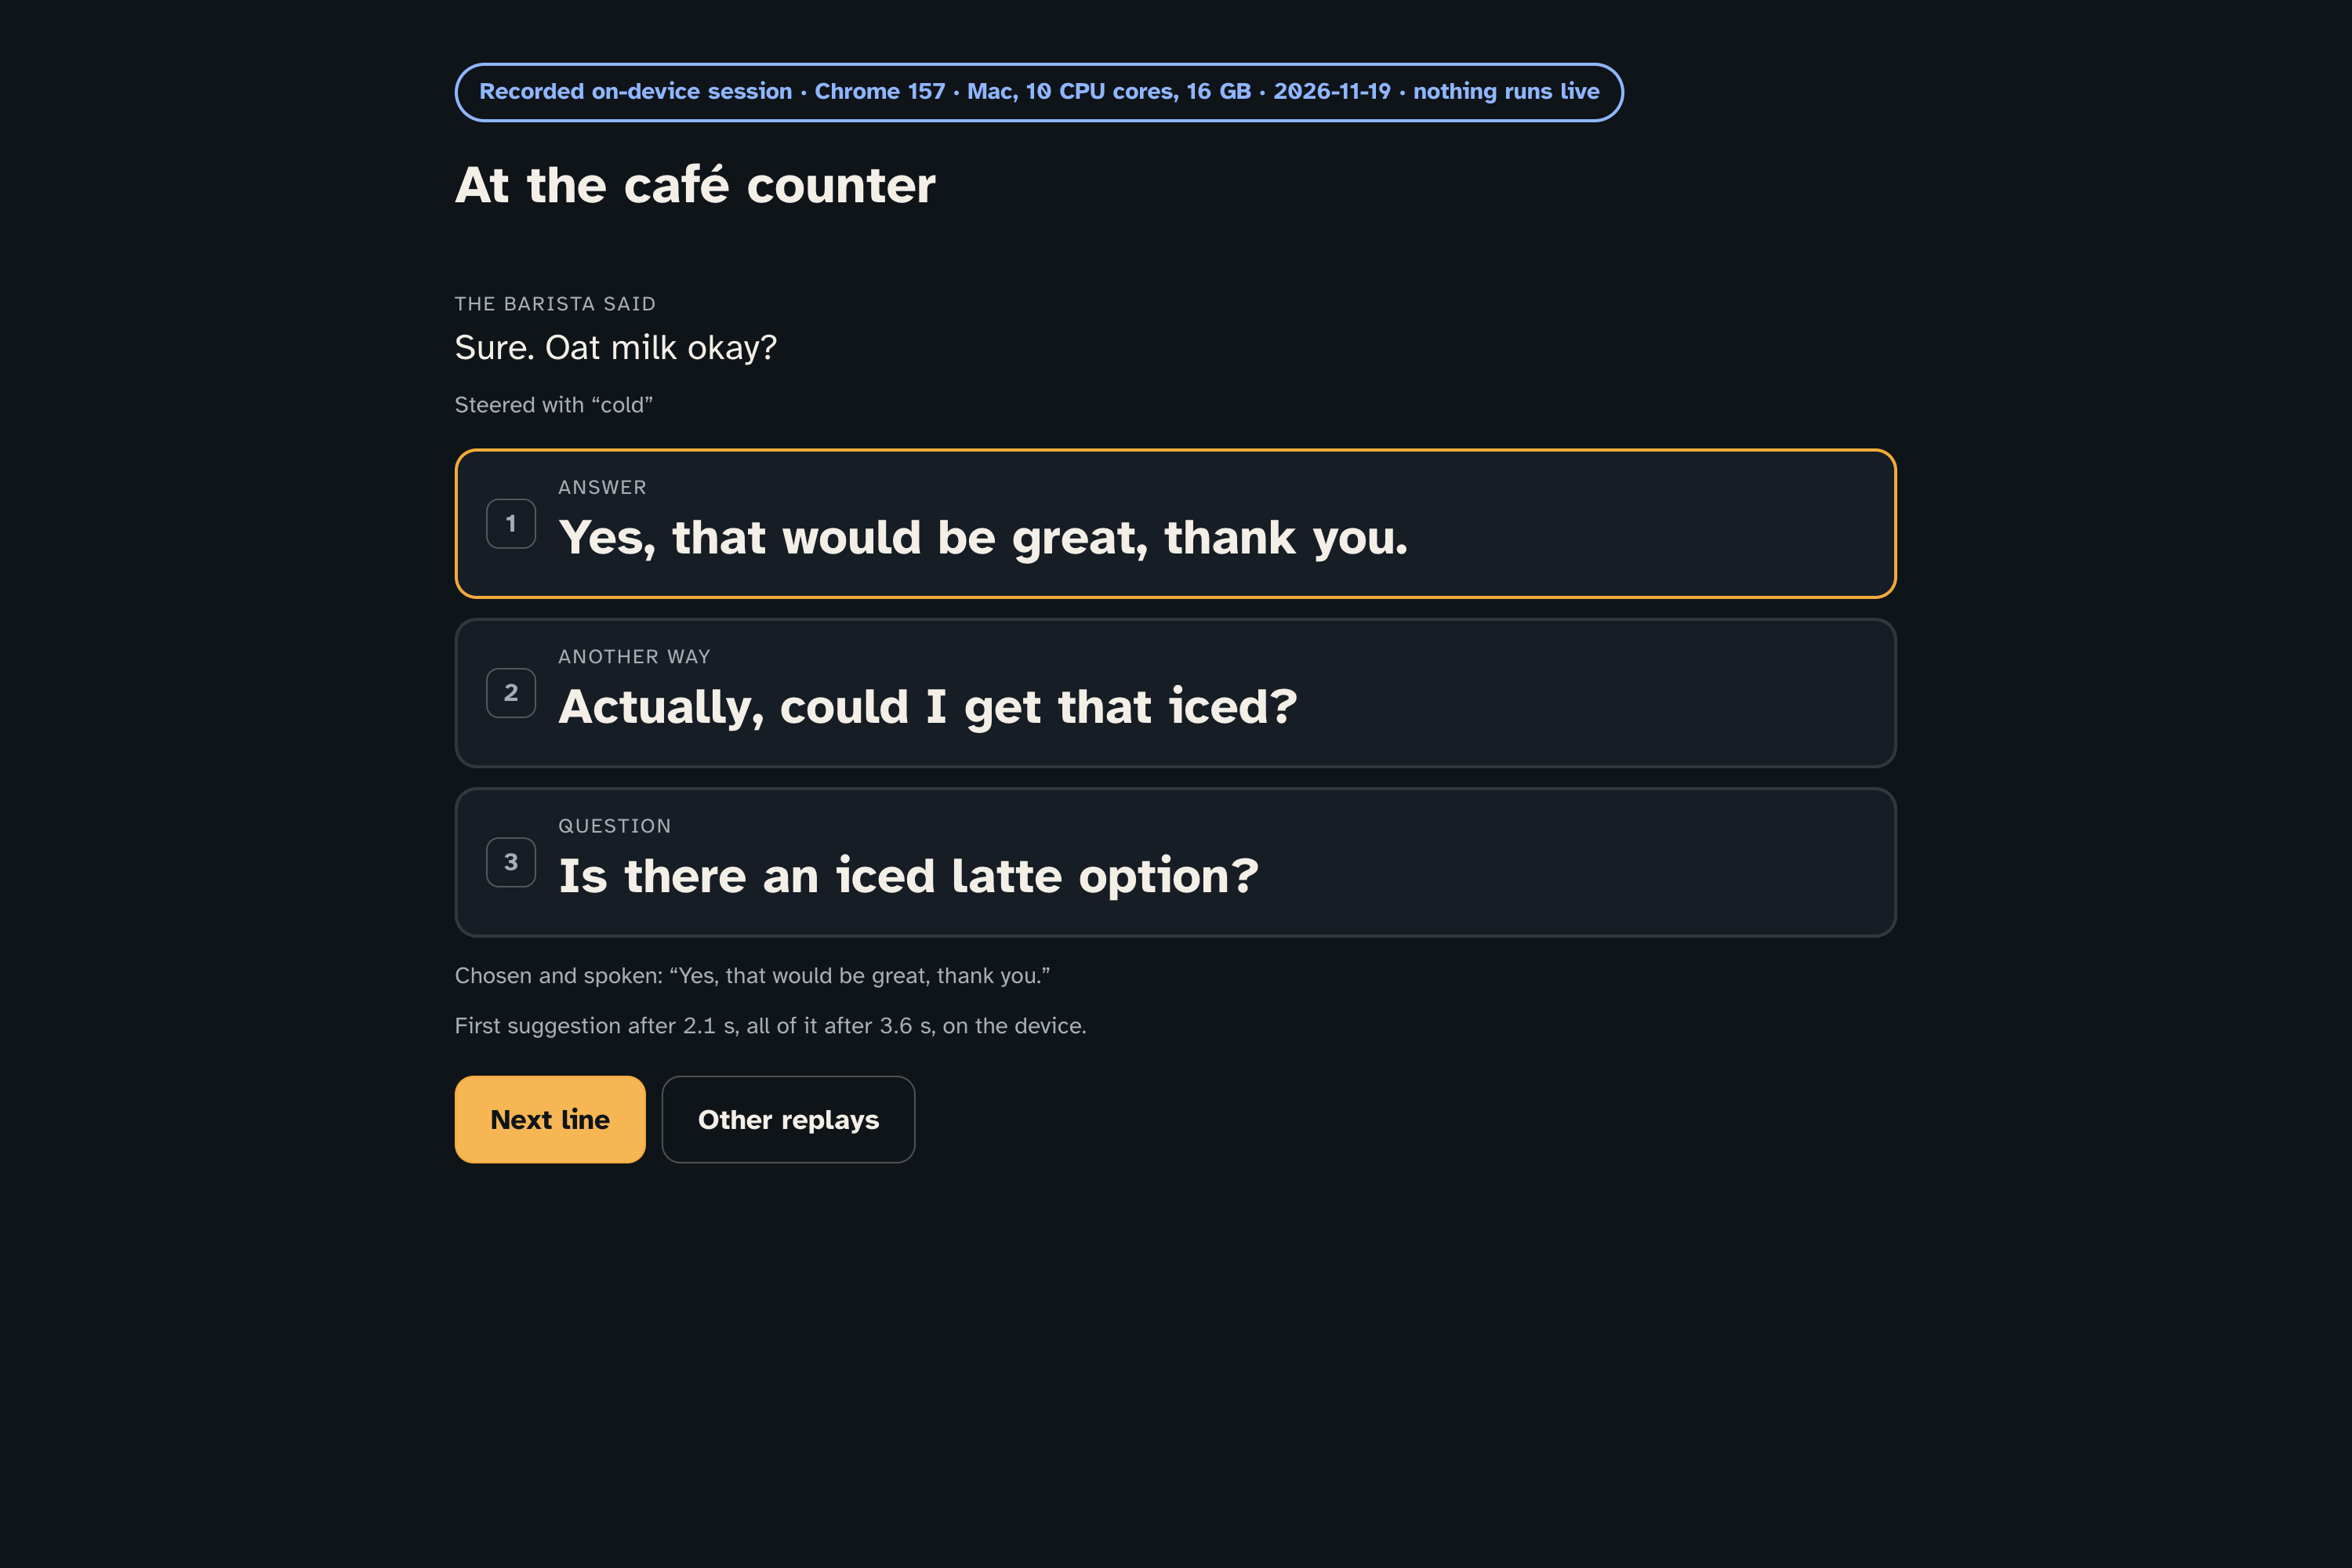 Recorded on-device session · Chrome 157 · Mac, 10 CPU cores, 16 GB · 2026-11-19 · nothing runs live
At the café counter
THE BARISTA SAID
Sure. Oat milk okay?
Steered with “cold”
ANSWER
1
Yes, that would be great, thank you.
ANOTHER WAY
2
Actually, could I get that iced?
QUESTION
3
Is there an iced latte option?
Chosen and spoken: “Yes, that would be great, thank you.”
First suggestion after 2.1 s, all of it after 3.6 s, on the device.
Next line
Other replays